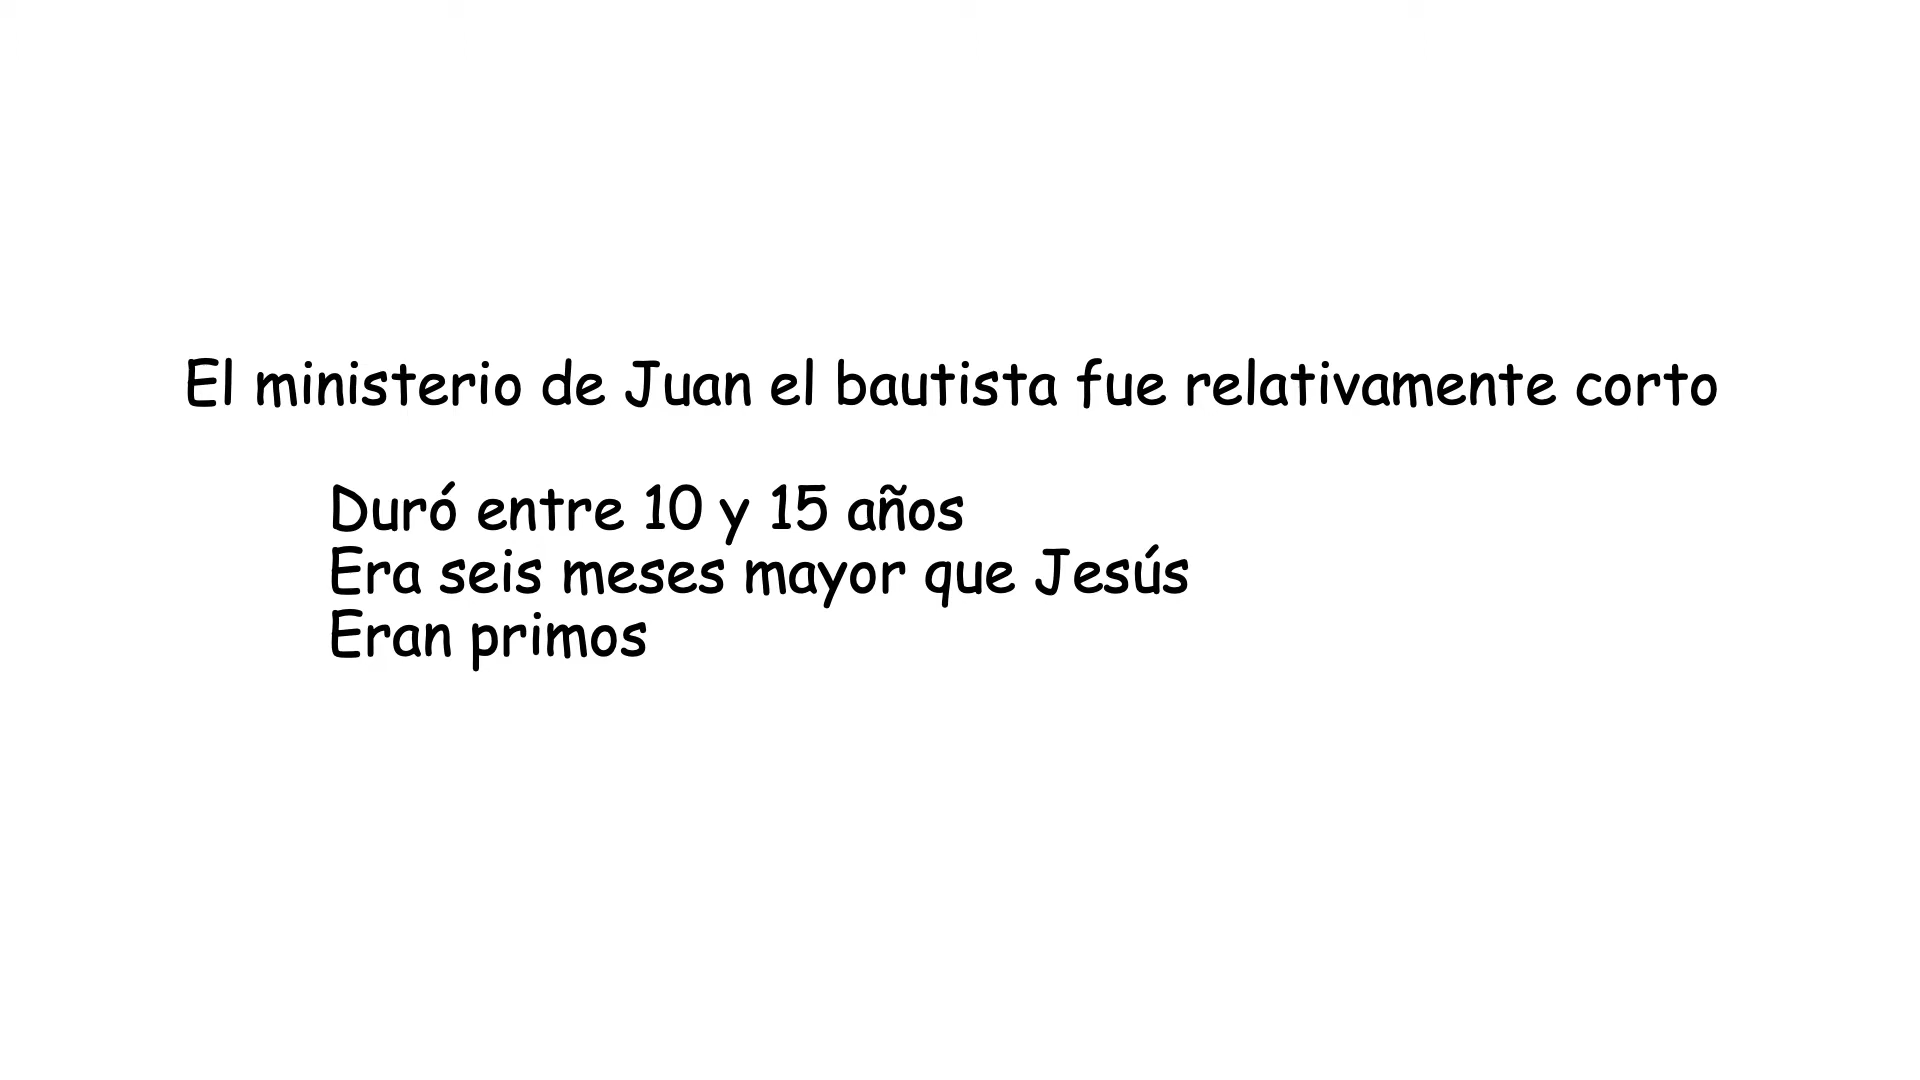 El ministerio de Juan el bautista fue relativamente corto
Duró entre 10 y 15 años
Era seis meses mayor que Jesús
Eran primos